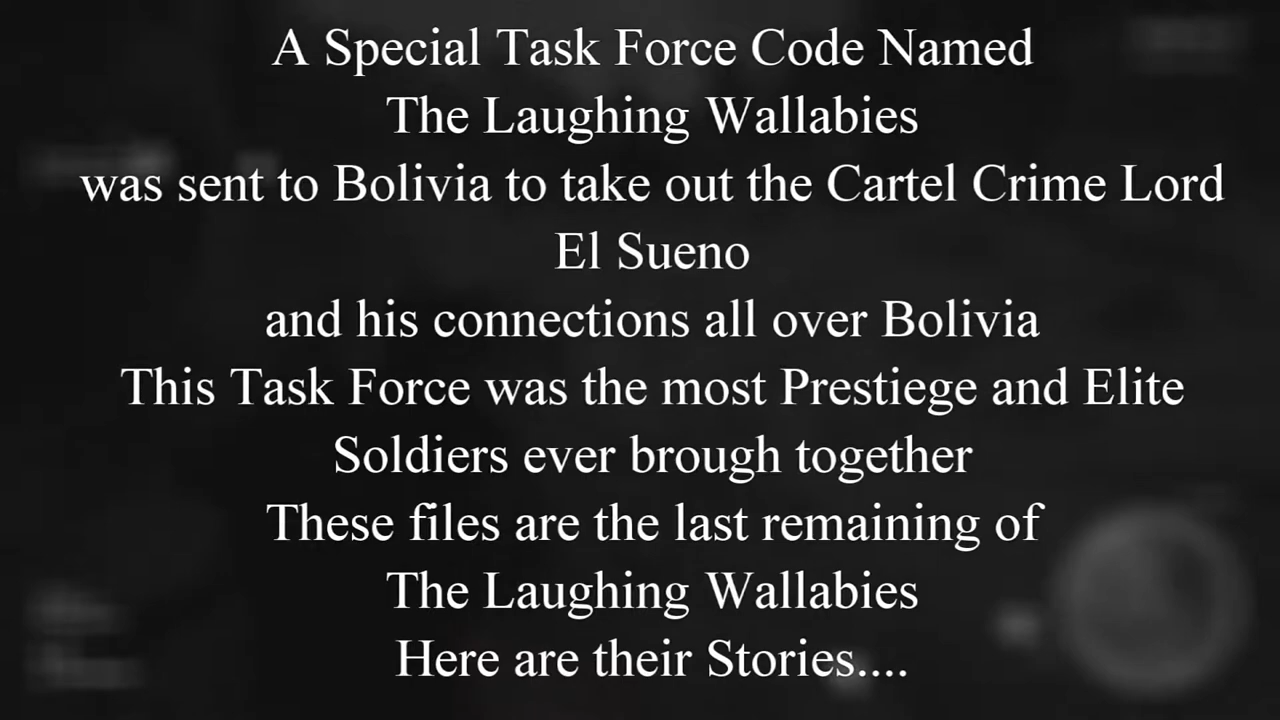 A Special Task Force Code Named
The Laughing Wallabies
was sent to Bolivia to take out the Cartel Crime Lord
El Sueno
and his connections all over Bolivia
This Task Force was the most Prestiege and Elite
Soldiers ever brough together
These files are the last remaining of
The Laughing Wallabies
Here are their Stories....